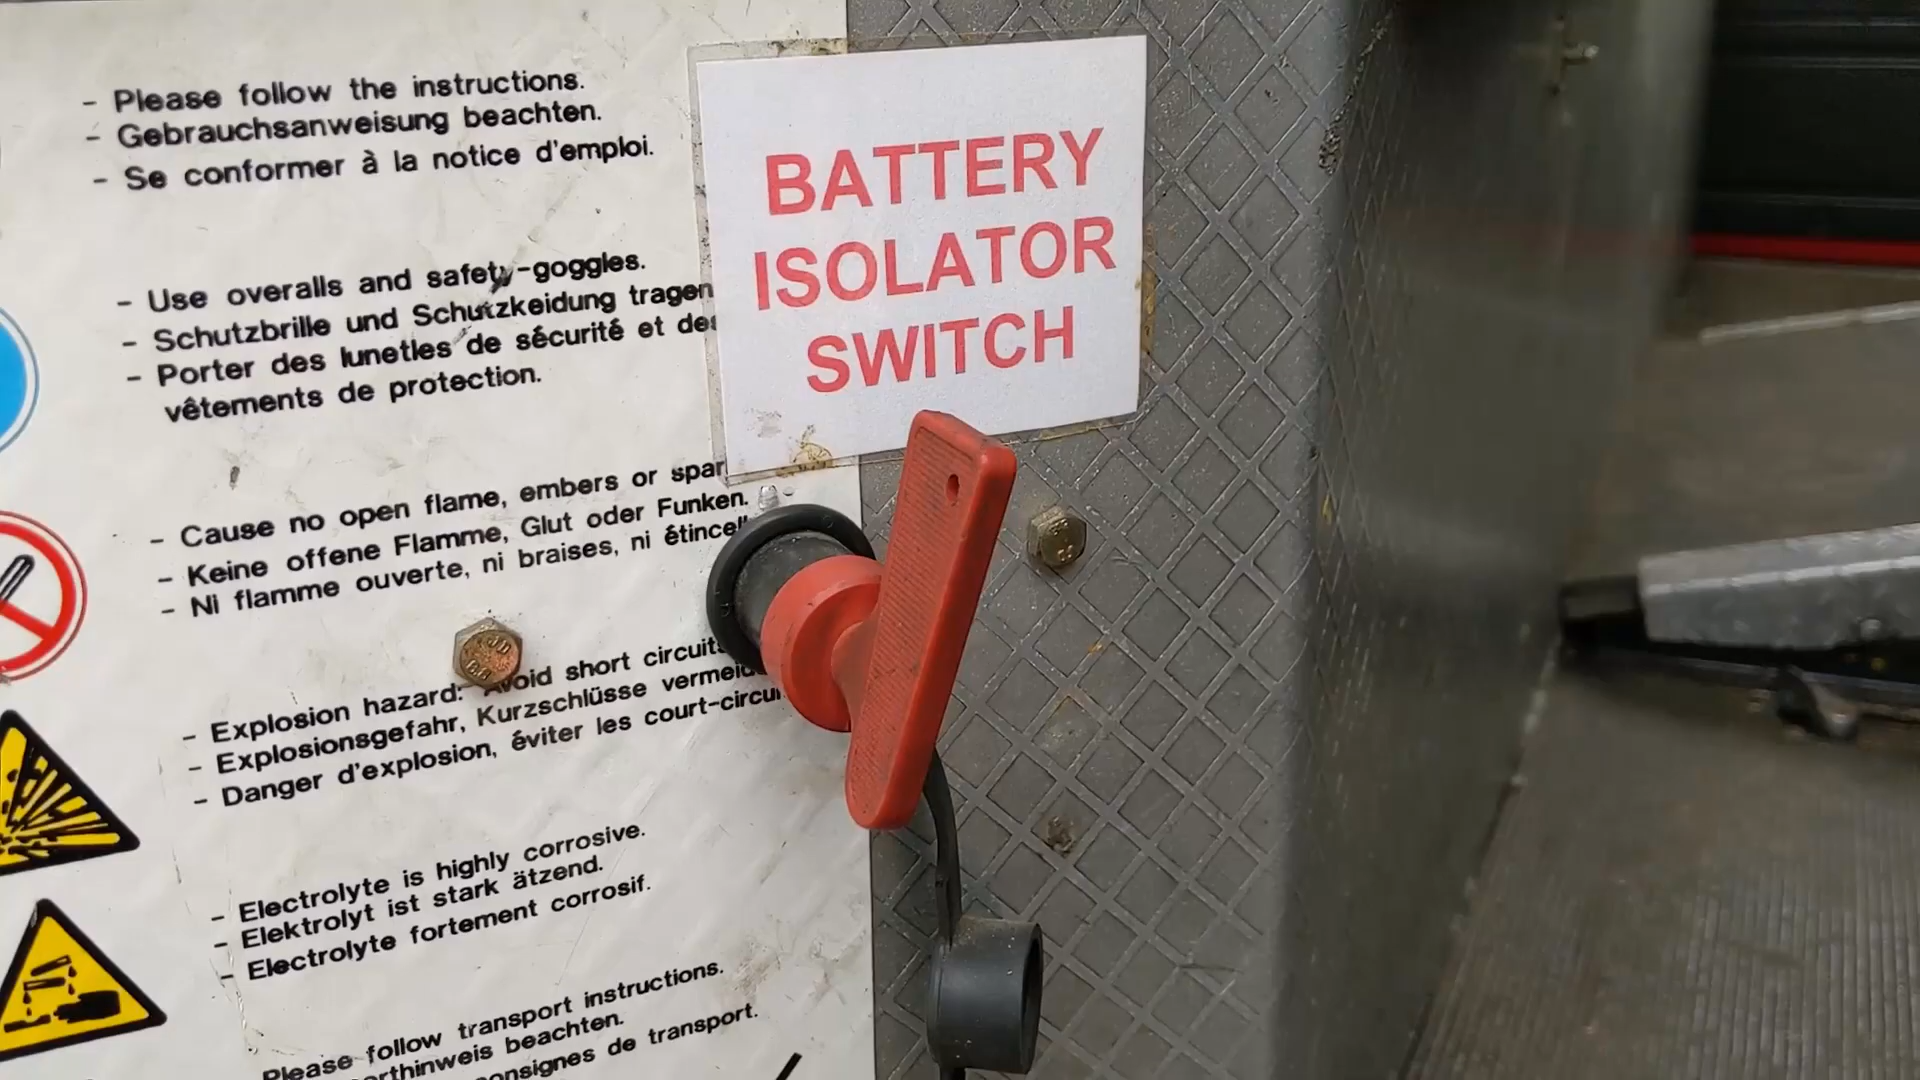 - Please follow the instructions.
- Gebrauchsanweisung beachten.
- Se conformer à la notice d'emploi.
- Use overalls and safety-goggles.
- Schutzbrille und Schutzkeidung tragen
- Porter des lunetles de sécurité et des
vêtements de protection.
- Cause no open flame, embers or
- Keine offene Flamme, Glut oder Funken.
- Ni flamme ouverte, ni braises, ni
- Explosion hazard: Avoid short circuits
- Explosionsgefahr, Kurzschlüsse
- Danger d'explosion, éviter les
- Electrolyte is highly corrosive.
- Elektrolyt ist stark ätzend.
- Electrolyte fortement corrosif.
Please follow transport instructions.
beachten.
de transport.
BATTERY
ISOLATOR
SWITCH